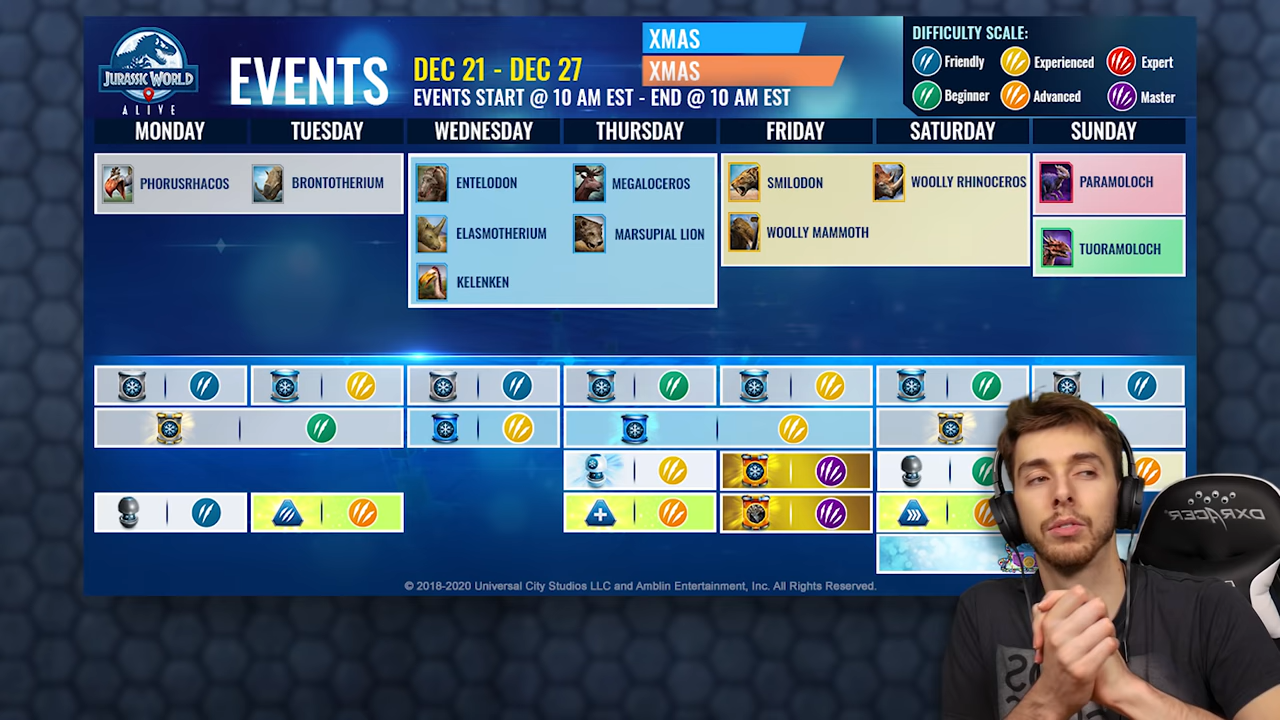 JURASSIC WORLD
ALIVE
EVENTS
DEC 21 - DEC 27
EVENTS START @ 10 AM EST - END @ 10 AM EST
XMAS
XMAS
DIFFICULTY SCALE:
Friendly
Experienced
Expert
Beginner
Advanced
Master
MONDAY
TUESDAY
WEDNESDAY
THURSDAY
FRIDAY
SATURDAY
SUNDAY
PHORUSRHACOS
BRONTOTHERIUM
ENTELODON
MEGALOCEROS
SMILODON
WOOLLY RHINOCEROS
PARAMOLOCH
ELASMOTHERIUM
MARSUPIAL LION
WOOLLY MAMMOTH
TUORAMOLOCH
KELENKEN
DXRACER
© 2018-2020 Universal City Studios LLC and Amblin Entertainment, Inc. All Rights Reserved.